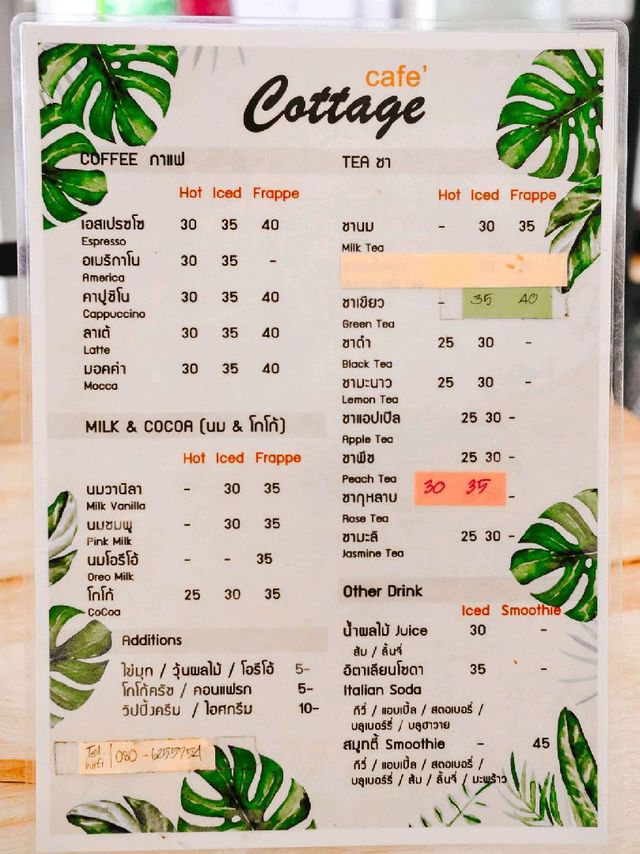 cafe'
Cottage
COFFEE กาแฟ
Hot Iced Frappe
เอสเปรซโซ 30 35 40
Espresso
อเมริกาโน 30 35 -
America
คาปูชิโน 30 35 40
Cappuccino
ลาเต้ 30 35 40
Latte
มอคค่า 30 35 40
Mocca
MILK & COCOA (นม & โกโก้)
Hot Iced Frappe
นมวานิลา - 30 35
Milk Vanilla
นมชมพู - 30 35
Pink Milk
นมโอรีโอ้ - - 35
Oreo Milk
โกโก้ 25 30 35
CoCoa
Additions
ไข่มุก / วุ้นผลไม้ / โอรีโอ้ 5-
โกโก้ครัช / คอนแฟรก 5-
วิปปิ้งครีม / ไอศกรีม 10-
Tel. 080-6255754
Wifi
TEA ชา
Hot Iced Frappe
ชานม - 30 35
Milk Tea
ชาเขียว - 35 40
Green Tea
ชาดำ 25 30 -
Black Tea
ชามะนาว 25 30 -
Lemon Tea
ชาแอปเปิล 25 30 -
Apple Tea
ชาพีช 25 30 -
Peach Tea
ชากุหลาบ 30 35 -
Rose Tea
ชามะลิ 25 30 -
Jasmine Tea
Other Drink
Iced Smoothie
น้ำผลไม้ Juice 30 -
ส้ม / ลิ้นจี่
อิตาเลียนโซดา 35 -
Italian Soda
กีวี่ / แอบเปิ้ล / สตอเบอรี่ /
บลูเบอร์รี่ / บลูฮาวาย
สมูทตี้ Smoothie - 45
กีวี่ / แอบเปิ้ล / สตอเบอรี่ /
บลูเบอร์รี่ / ส้ม / ลิ้นจี่ / มะพร้าว